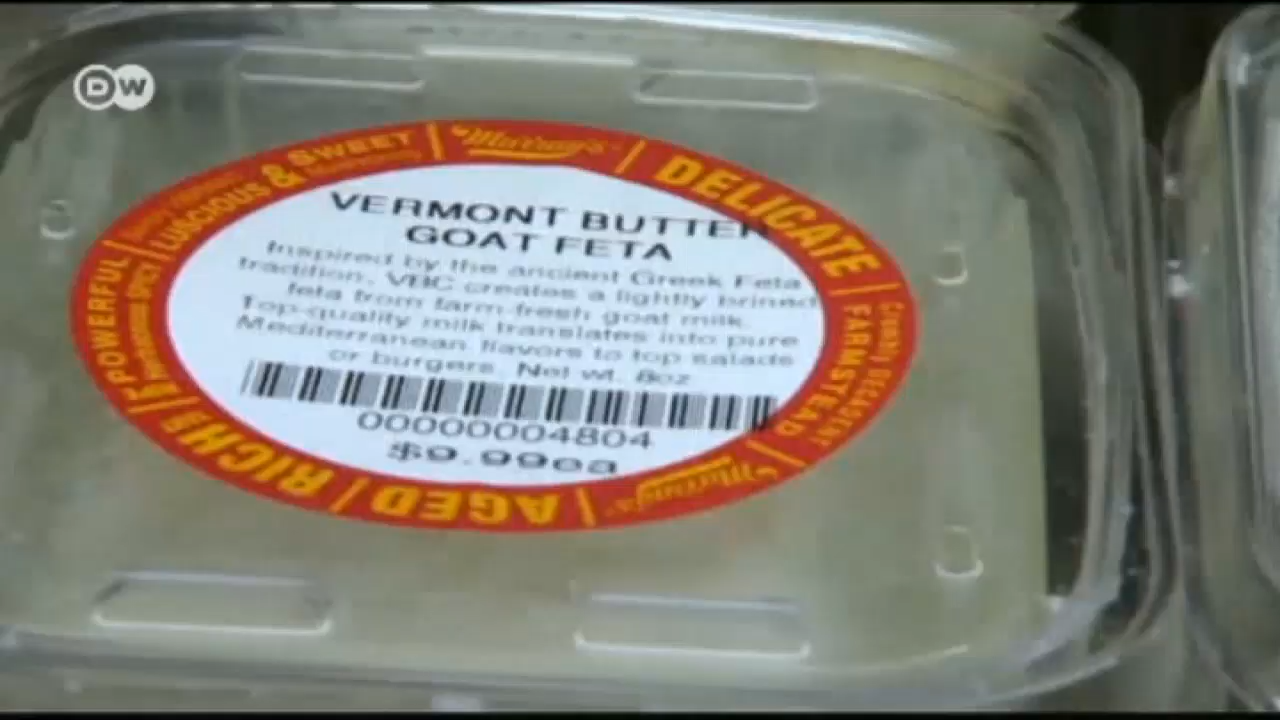 DW
Murray's
DELICATE
FARMSTEAD
DECADENT
Murray's
AGED
RICH &
POWERFUL
LUSCIOUS & SWEET
VERMONT BUTTER
GOAT FETA
Inspired by the ancient Greek Feta
tradition, VBC creates a lightly brined
feta from farm-fresh goat milk.
Top-quality milk translates into pure
Mediterranean flavors to top salads
or burgers. Net wt. 8oz
00000004804
$9.99ea